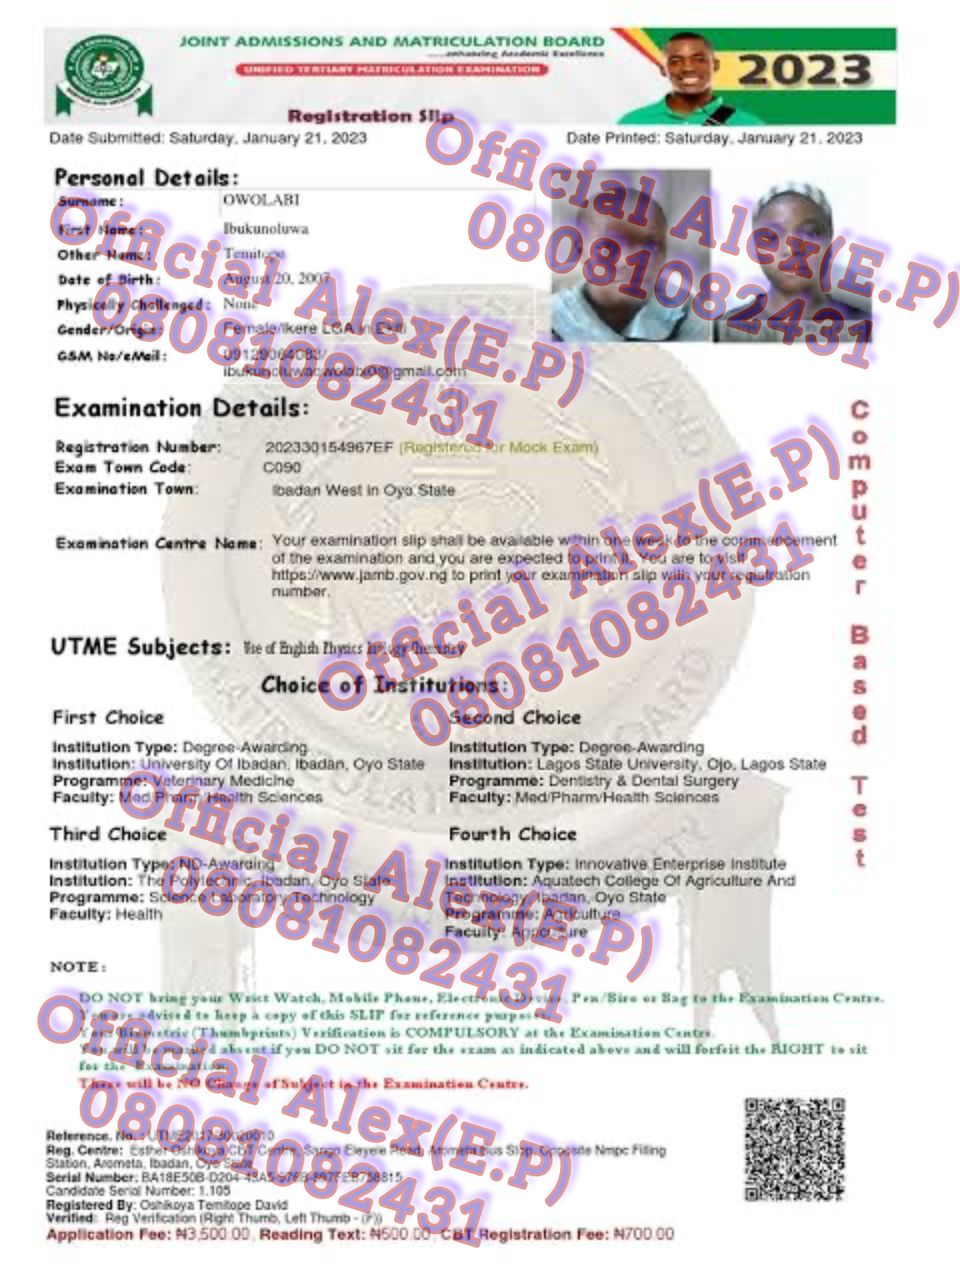 JOINT ADMISSIONS AND MATRICULATION BOARD
....enhancing Academic Excellence
UNIFIED TERTIARY MATRICULATION EXAMINATION
2023
Registration Slip
Date Submitted: Saturday, January 21, 2023
Date Printed: Saturday, January 21, 2023
Personal Details:
Surname: OWOLABI
First Name: Ibukunoluwa
Other Name: Temitope
Date of Birth: August 20, 2007
Physically Challenged: None
Gender/Origin: Female/Ikere LGA in Ekiti
GSM No/eMail:
@gmail.com
Examination Details:
Registration Number: 202330154967EF (Registered for Mock Exam)
Exam Town Code: C090
Examination Town: Ibadan West in Oyo State
Examination Centre Name: Your examination slip shall be available within one week to the commencement
of the examination and you are expected to print it. You are to visit
https://www.jamb.gov.ng to print your examination slip with your registration
number.
UTME Subjects: Use of English Physics Biology Chemistry
Choice of Institutions:
First Choice
Institution Type: Degree-Awarding
Institution: University Of Ibadan, Ibadan, Oyo State
Programme: Veterinary Medicine
Faculty: Med/Pharm/Health Sciences
Second Choice
Institution Type: Degree-Awarding
Institution: Lagos State University, Ojo, Lagos State
Programme: Dentistry & Dental Surgery
Faculty: Med/Pharm/Health Sciences
Third Choice
Institution Type: ND-Awarding
Institution: The Polytechnic, Ibadan, Oyo State
Programme: Science Laboratory Technology
Faculty: Health
Fourth Choice
Institution Type: Innovative Enterprise Institute
Institution: Aquatech College Of Agriculture And
Technology, Ibadan, Oyo State
Programme: Agriculture
Faculty: Agriculture
Computer Based Test
NOTE:
DO NOT bring your Wrist Watch, Mobile Phone, Electronic Device, Pen/Biro or Bag to the Examination Centre.
You are advised to keep a copy of this SLIP for reference purposes.
Your Biometric (Thumbprints) Verification is COMPULSORY at the Examination Centre.
You will be marked absent if you DO NOT sit for the exam as indicated above and will forfeit the RIGHT to sit
for the Examination.
There will be NO Change of Subject in the Examination Centre.
Reference. No.:
Reg. Centre: Esther Oshikoya CBT Centre, Sango Eleyele Road, Arometa Bus Stop, Opposite Nmpc Filling
Station, Arometa, Ibadan, Oyo State
Serial Number: BA18E50B-D204-
Candidate Serial Number: 1.105
Registered By: Oshikoya Temitope David
Verified: Reg Verification (Right Thumb, Left Thumb - (F))
Application Fee: ₦3,500.00, Reading Text: ₦500.00, CBT Registration Fee: ₦700.00
Official Alex(E.P)
08081082431
Official Alex(E.P)
08081082431
Official Alex(E.P)
08081082431
Official Alex(E.P)
08081082431
Official Alex(E.P)
08081082431